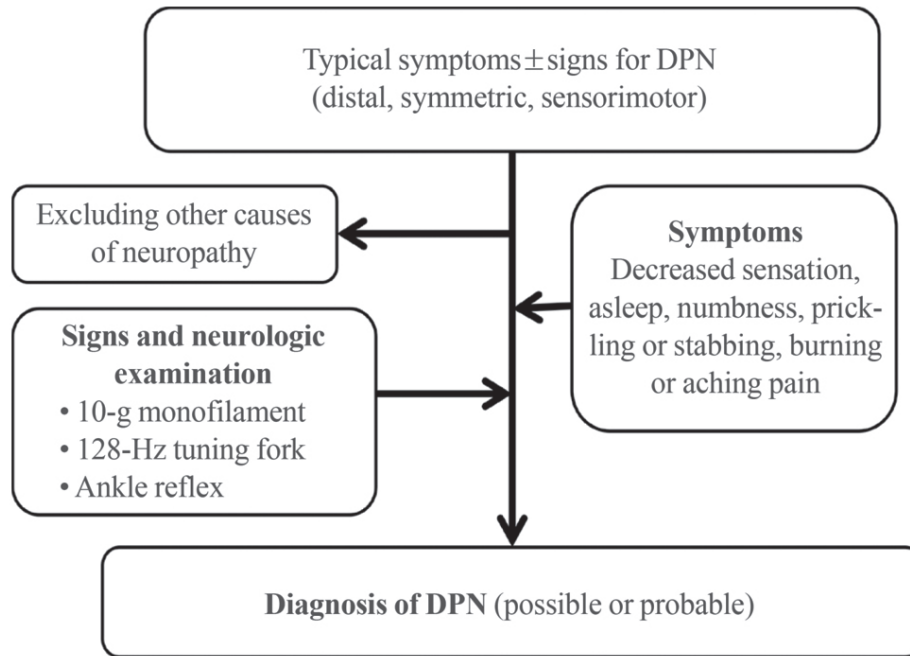 Typical symptoms±signs for DPN
(distal, symmetric, sensorimotor)
Excluding other causes
of neuropathy
Symptoms
Decreased sensation,
asleep, numbness, prick-
ling or stabbing, burning
or aching pain
Signs and neurologic
examination
• 10-g monofilament
• 128-Hz tuning fork
• Ankle reflex
Diagnosis of DPN (possible or probable)